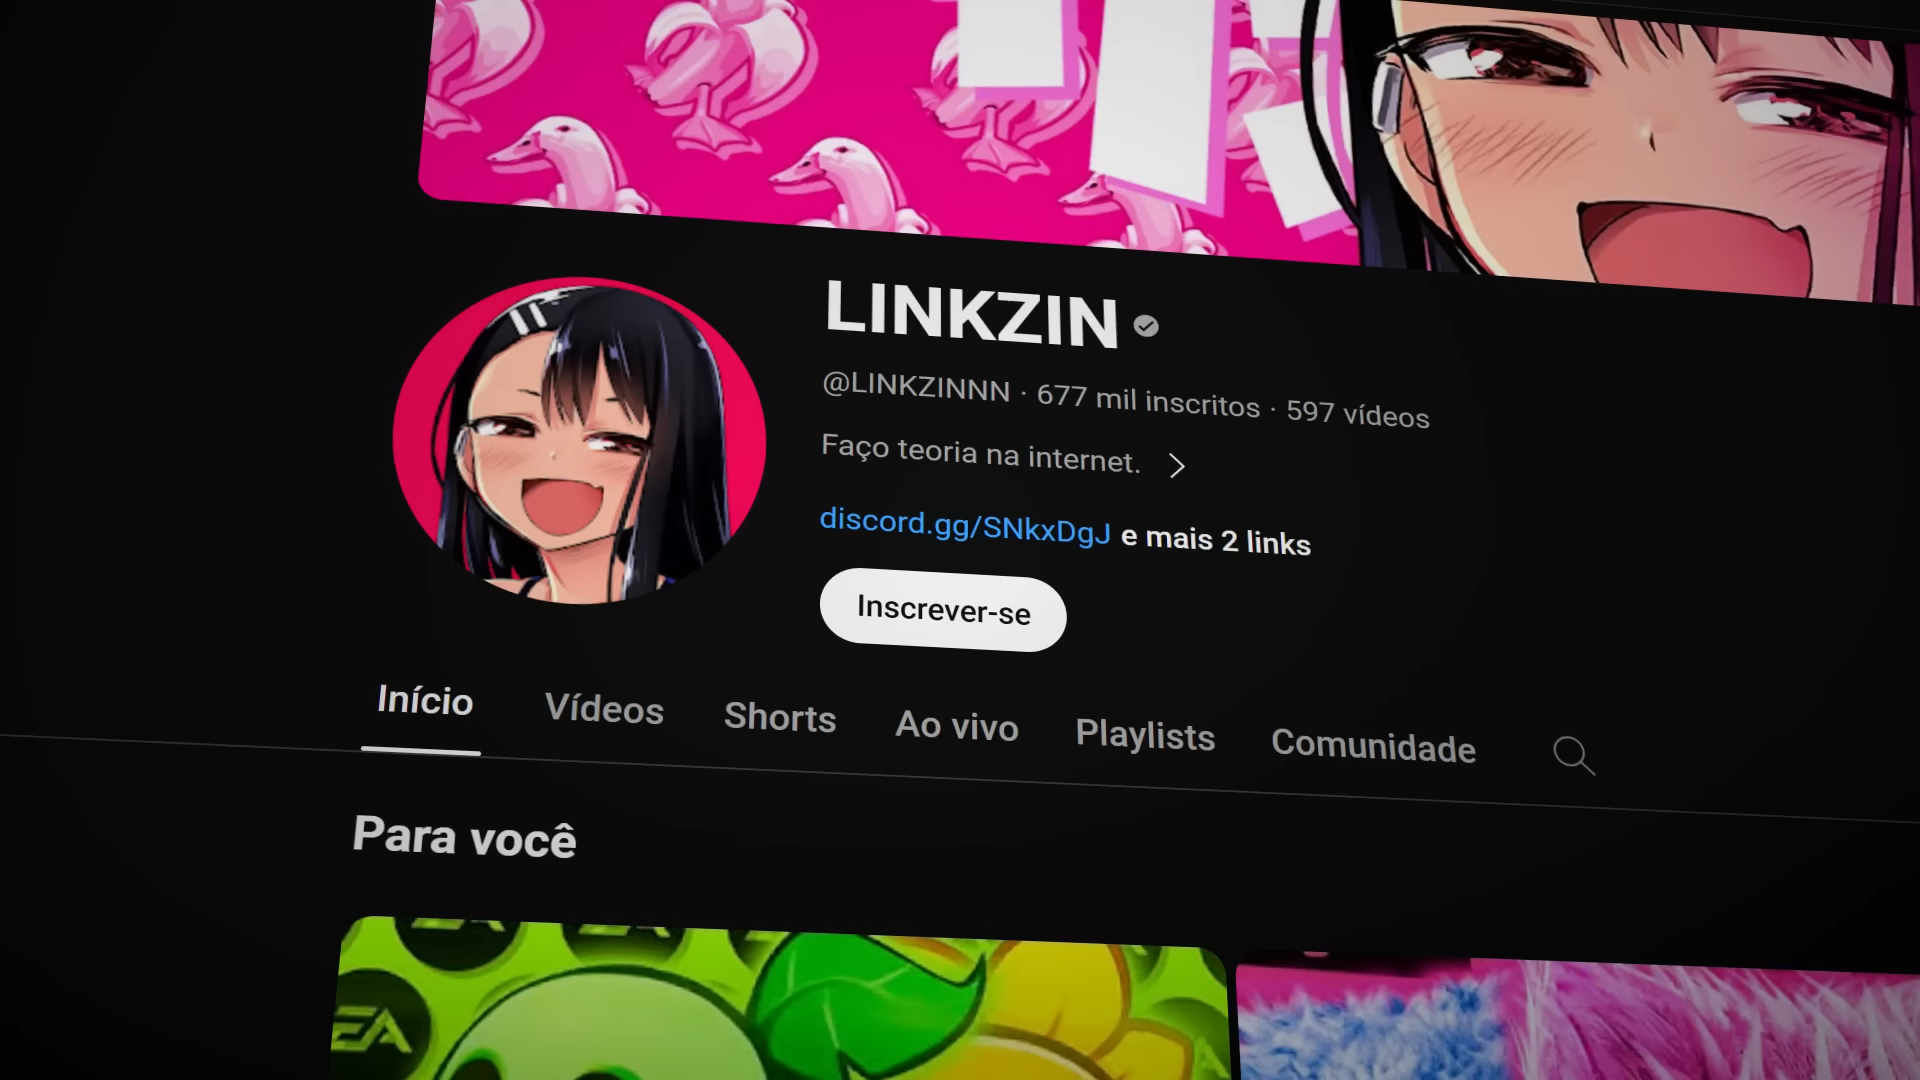 LINKZIN
@LINKZINNN · 677 mil inscritos · 597 vídeos
Faço teoria na internet.
discord.gg/SNkxDgJ e mais 2 links
Inscrever-se
Início Vídeos Shorts Ao vivo Playlists Comunidade
Para você
EA